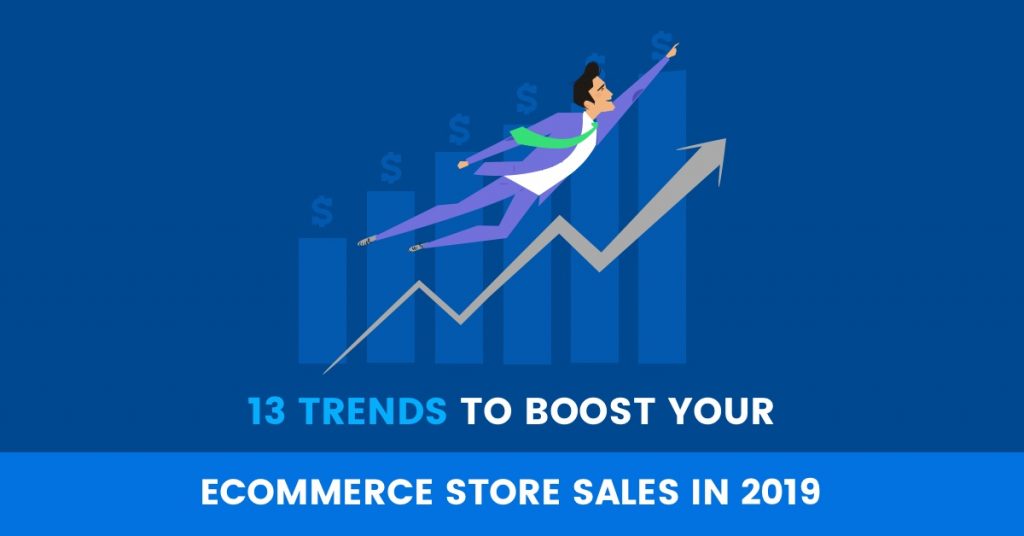 $ $ $ $ $ $
13 TRENDS TO BOOST YOUR
ECOMMERCE STORE SALES IN 2019